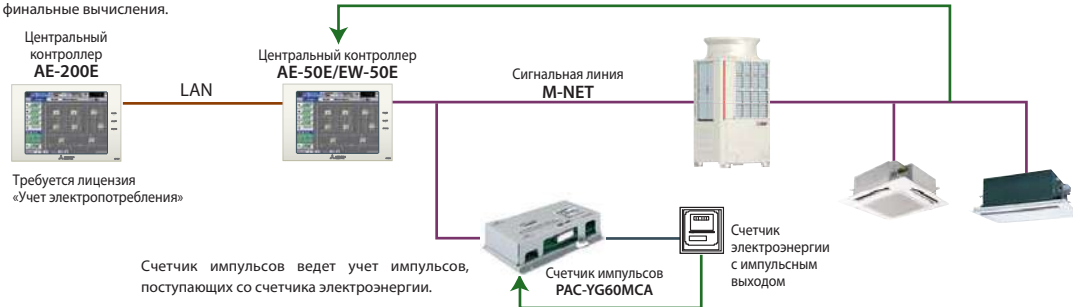 финальные вычисления.
Центральный
контроллер
AE-200E
LAN
Центральный контроллер
AE-50E/EW-50E
Сигнальная линия
M-NET
Требуется лицензия
«Учет электропотребления»
Счетчик импульсов ведет учет импульсов,
поступающих со счетчика электроэнергии.
Счетчик импульсов
PAC-YG60MCA
Счетчик
электроэнергии
с импульсным
выходом